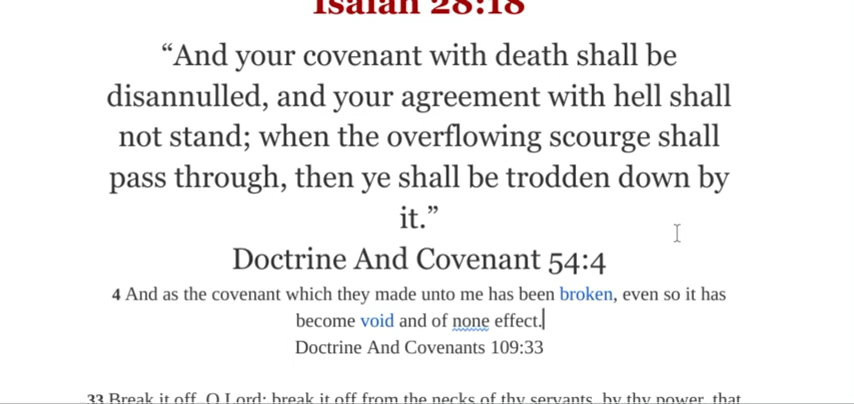 Isaiah 28:18
“And your covenant with death shall be
disannulled, and your agreement with hell shall
not stand; when the overflowing scourge shall
pass through, then ye shall be trodden down by
it.”
Doctrine And Covenant 54:4
4 And as the covenant which they made unto me has been broken, even so it has
become void and of none effect.
Doctrine And Covenants 109:33
33 Break it off, O Lord; break it off from the necks of thy servants, by thy power, that